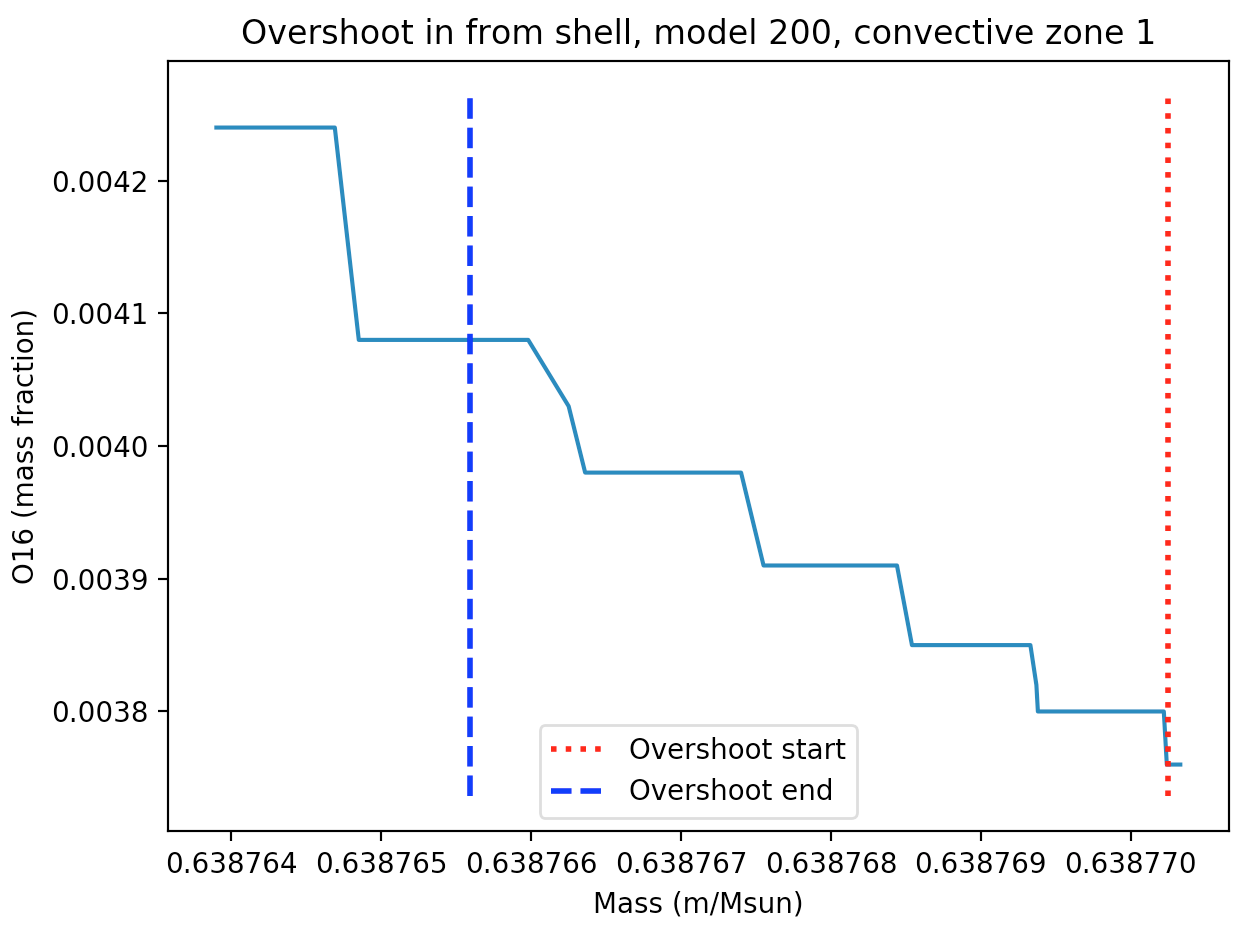 Overshoot in from shell, model 200, convective zone 1
0.0042
0.0041
0.0040
0.0039
0.0038
O16 (mass fraction)
Overshoot start
Overshoot end
0.638764 0.638765 0.638766 0.638767 0.638768 0.638769 0.638770
Mass (m/Msun)